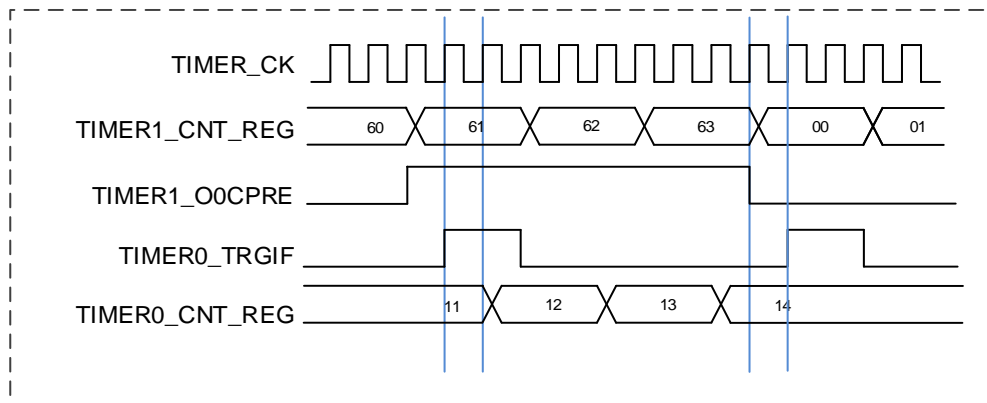 TIMER_CK
TIMER1_CNT_REG 60 61 62 63 00 01
TIMER1_O0CPRE
TIMER0_TRGIF
TIMER0_CNT_REG 11 12 13 14